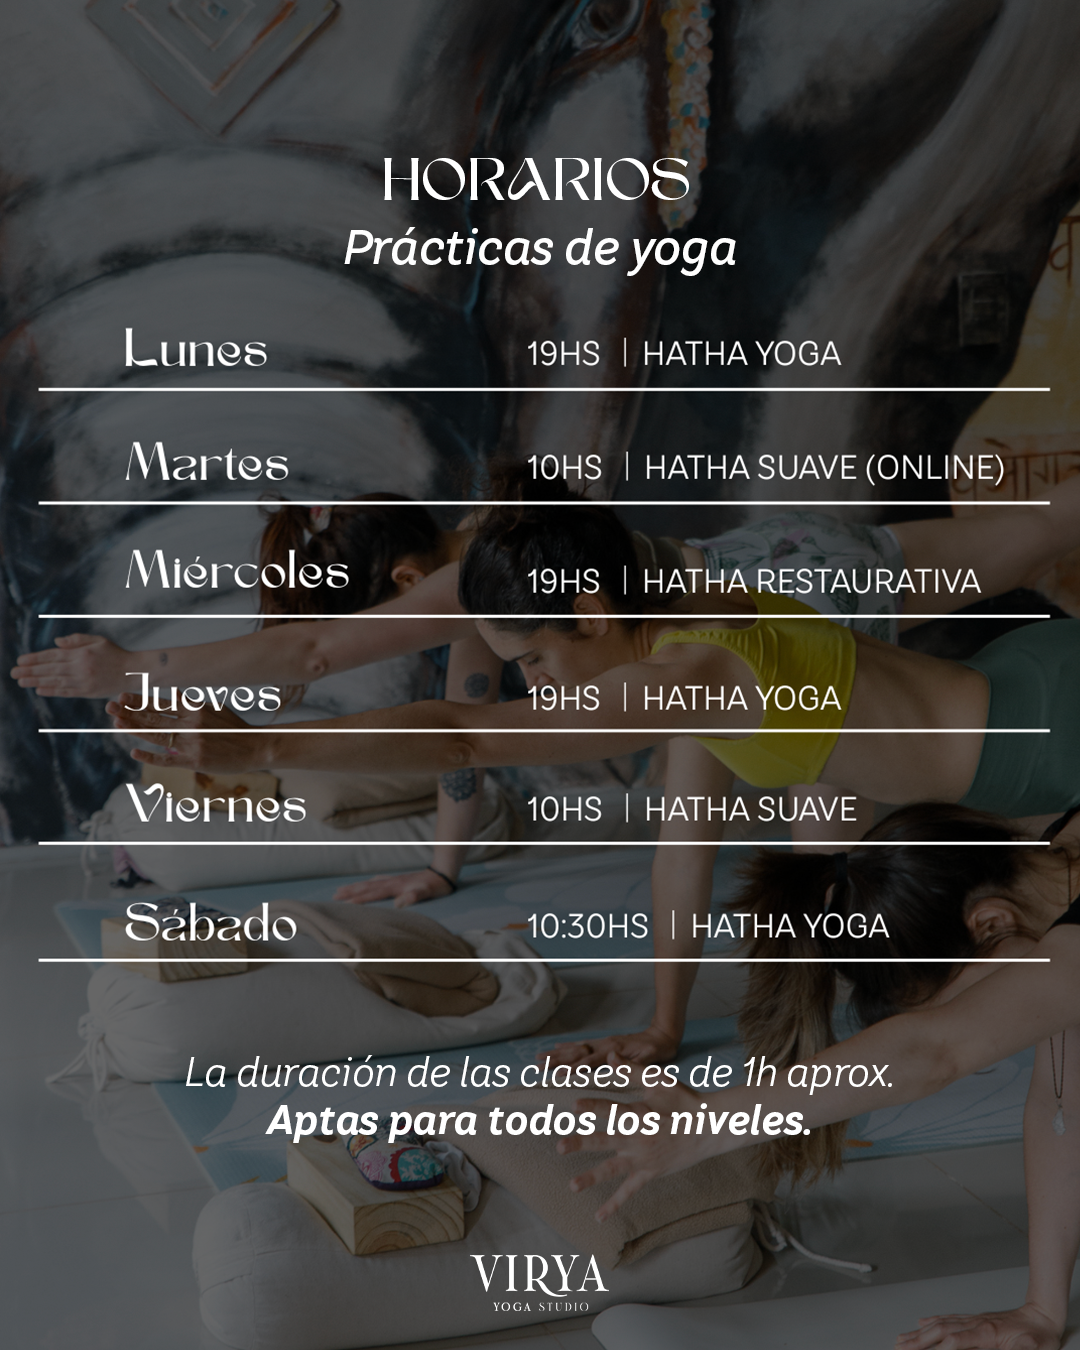 HORARIOS
Prácticas de yoga
Lunes 19HS | HATHA YOGA
Martes 10HS | HATHA SUAVE (ONLINE)
Miércoles 19HS | HATHA RESTAURATIVA
Jueves 19HS | HATHA YOGA
Viernes 10HS | HATHA SUAVE
Sábado 10:30HS | HATHA YOGA
La duración de las clases es de 1h aprox.
Aptas para todos los niveles.
VIRYA
YOGA STUDIO